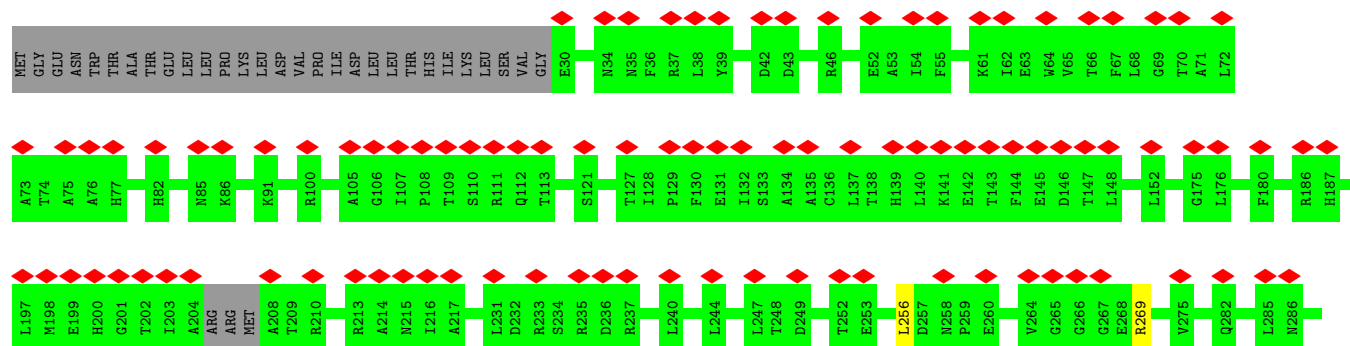 MET GLY GLU ASN TRP THR ALA THR GLU LEU LEU PRO LYS LEU ASP VAL PRO ILE ASP LEU LEU THR HIS ILE LYS LEU SER VAL GLY E30 N34 N35 F36 R37 L38 Y39 D42 D43 R46 E52 A53 I54 F55 K61 I62 E63 W64 V65 T66 F67 L68 G69 T70 A71 L72
A73 T74 A75 A76 H77 H82 N85 K86 K91 R100 A105 G106 I107 P108 T109 S110 R111 Q112 T113 S121 T127 I128 P129 F130 E131 I132 S133 A134 A135 C136 L137 T138 H139 L140 K141 E142 T143 F144 E145 D146 T147 L148 L152 G175 L176 F180 R186 H187
L197 M198 E199 H200 G201 T202 I203 A204 ARG ARG MET A208 T209 R210 R213 A214 N215 I216 A217 L231 D232 R233 S234 R235 D236 R237 L240 L244 L247 T248 D249 T252 E253 L256 D257 N258 P259 E260 V264 G265 G266 G267 E268 R269 V275 Q282 L285 N286